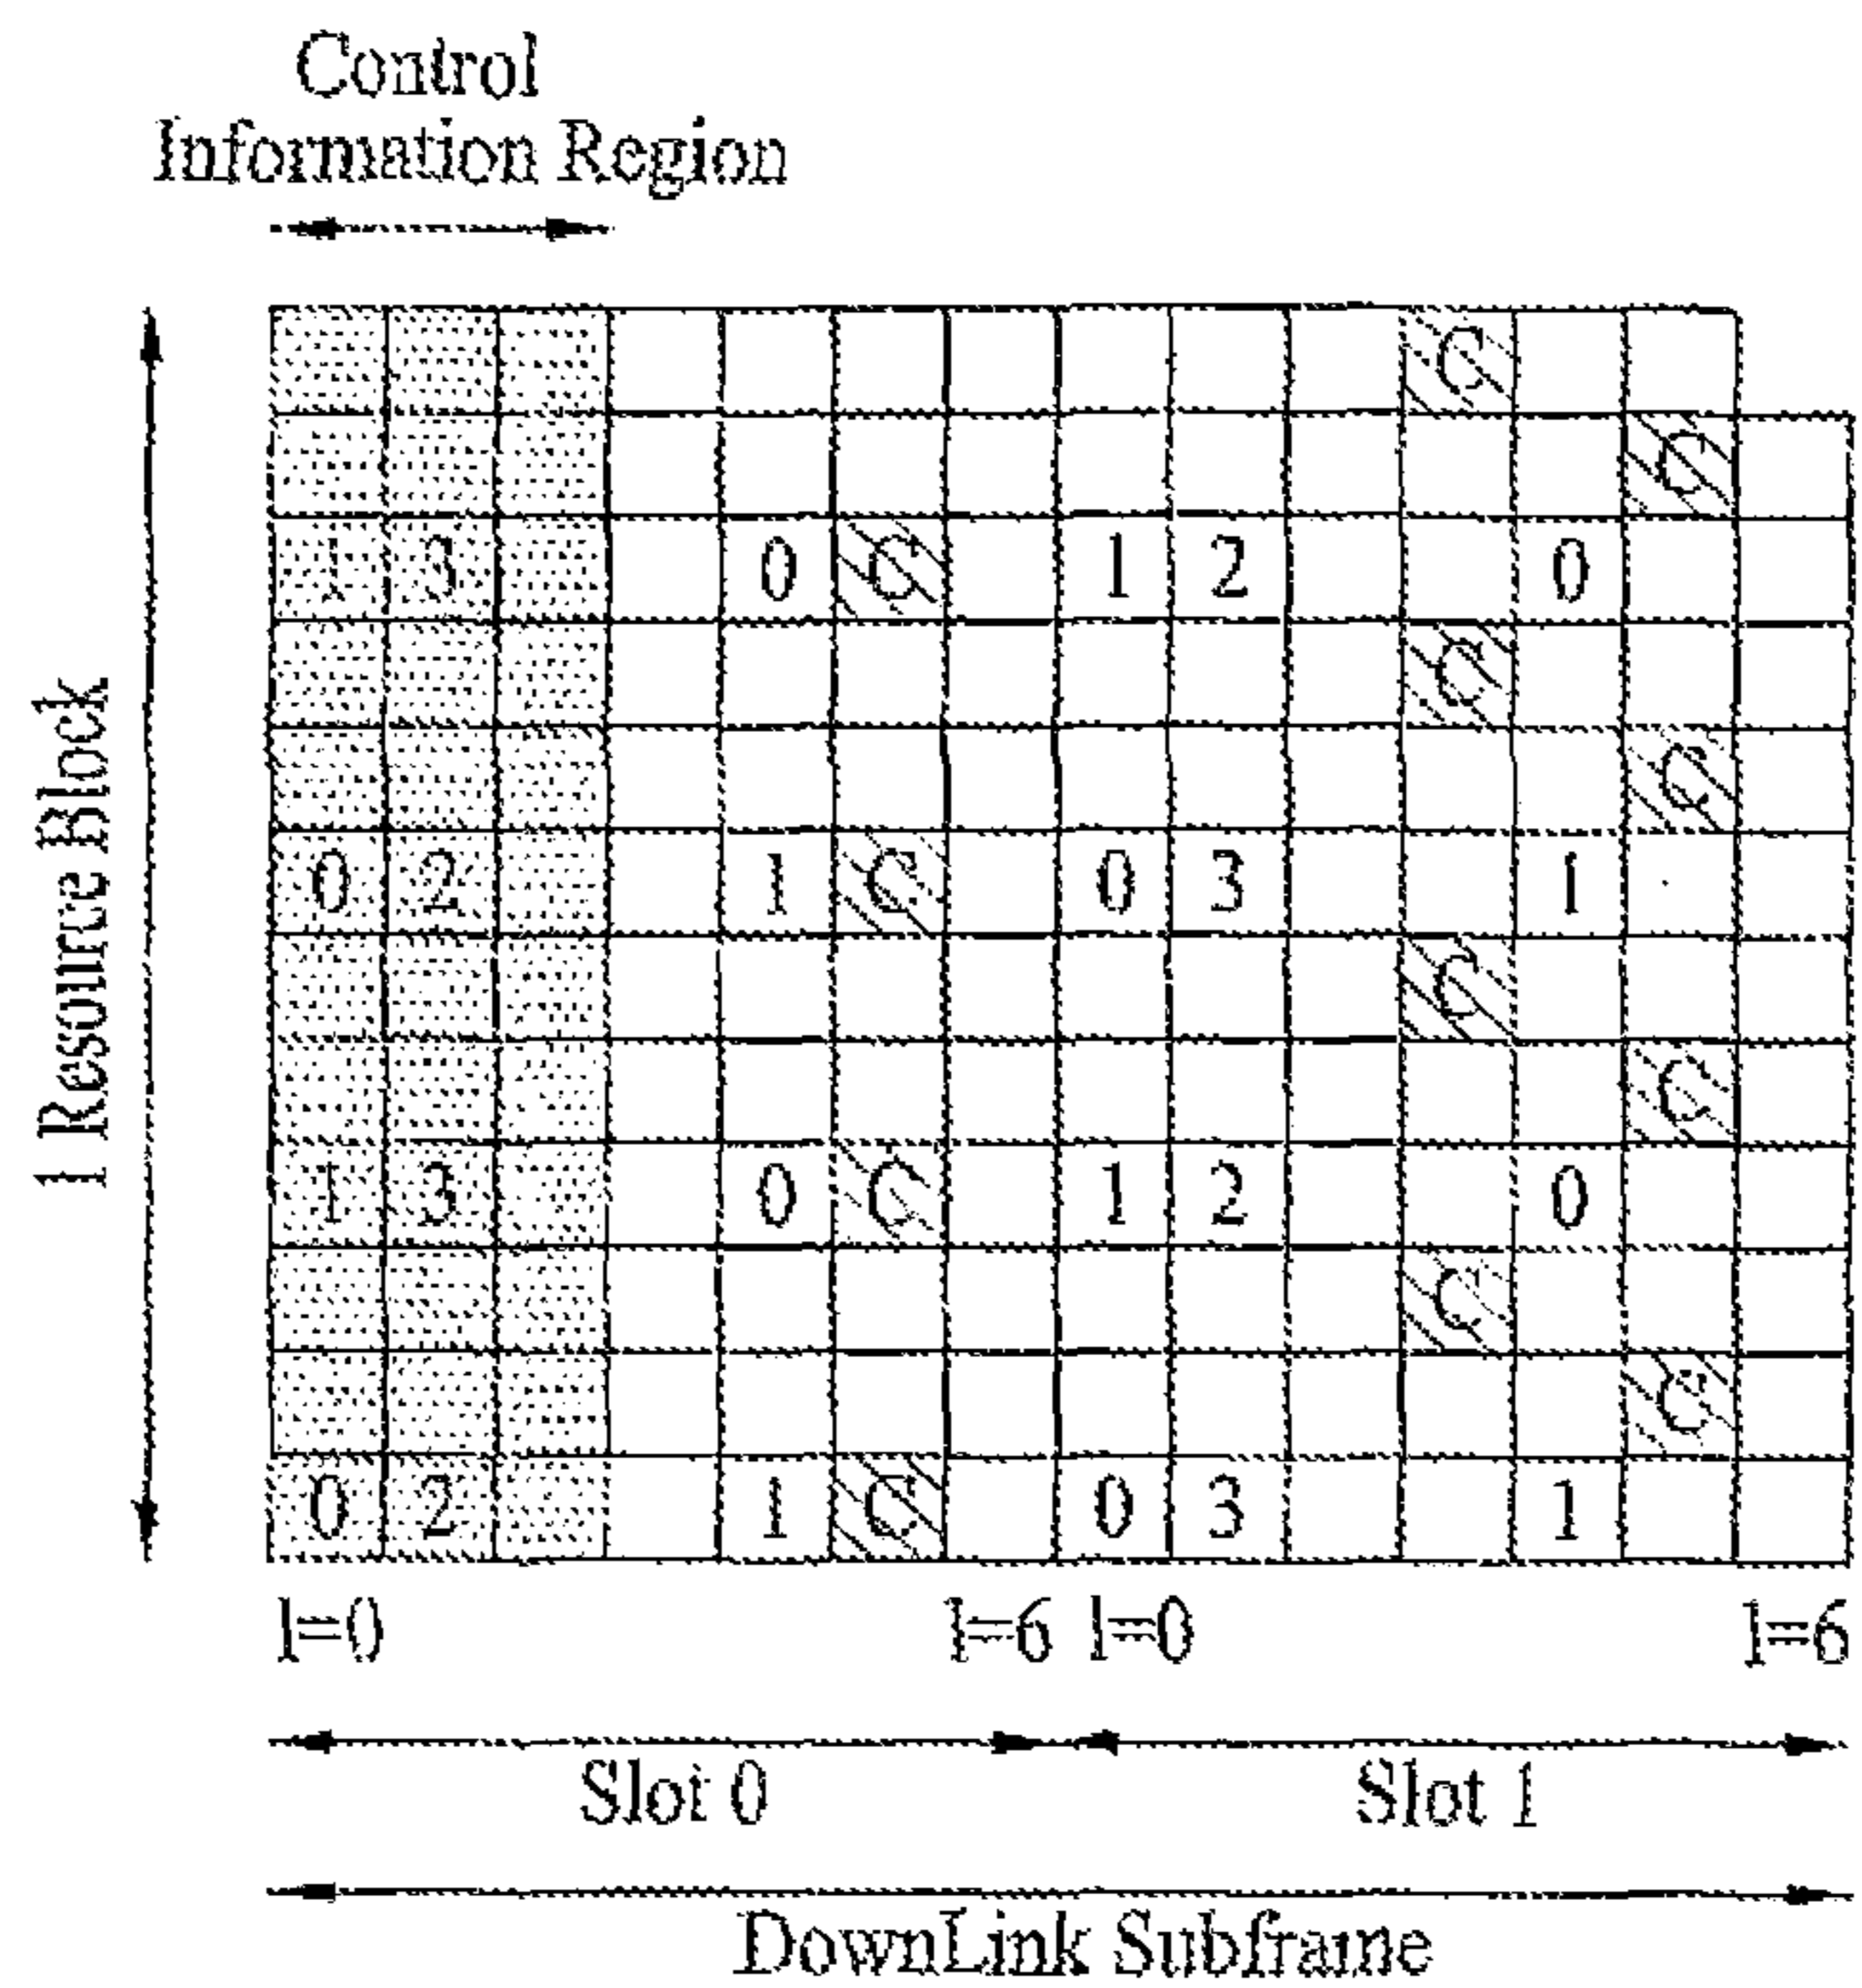 Control
Information Region
1 Resource Block
C
C
1 3 0 C 1 2 0
C
C
0 2 1 C 0 3 1
C
C
1 3 0 C 1 2 0
C
C
0 2 1 C 0 3 1
l=0 l=6 l=0 l=6
Slot 0 Slot 1
DownLink Subframe